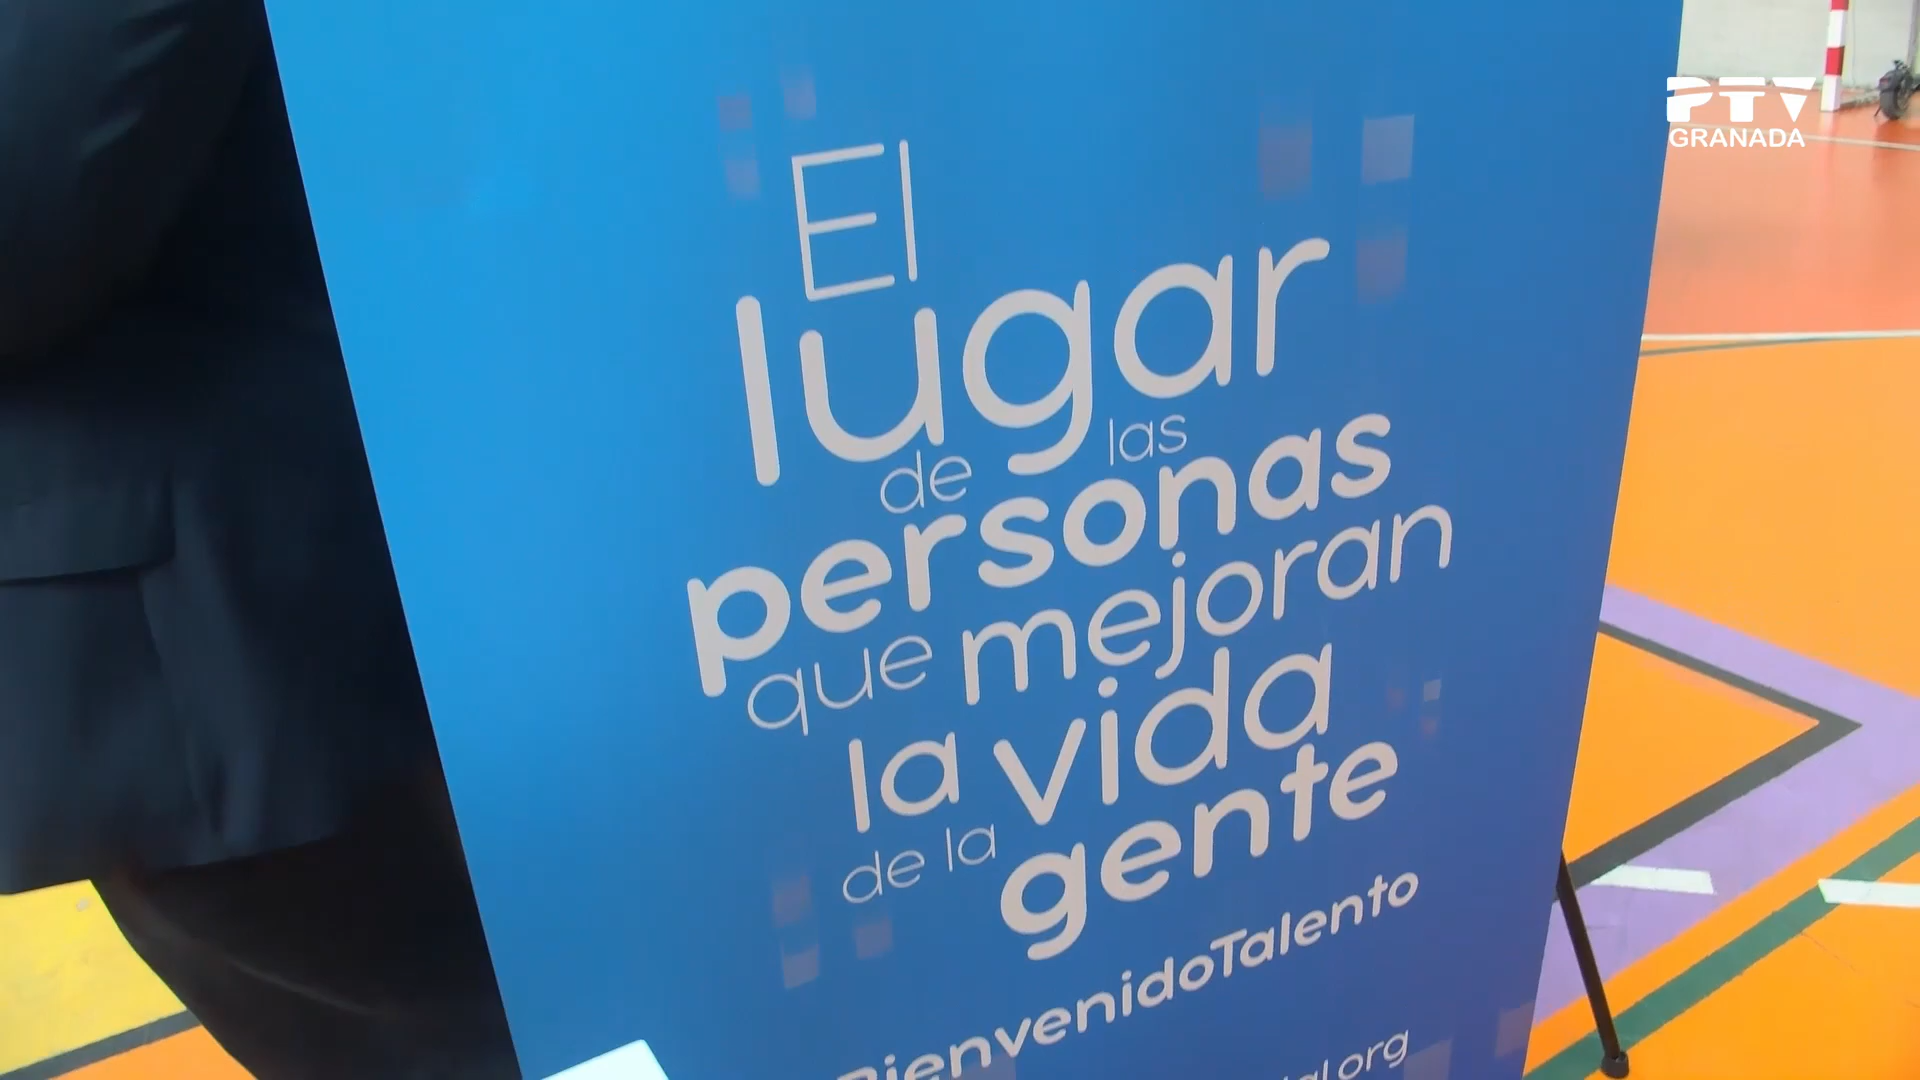 PTV
GRANADA
El
lugar
de las
personas
que mejoran
la vida
de la gente
BienvenidoTalento